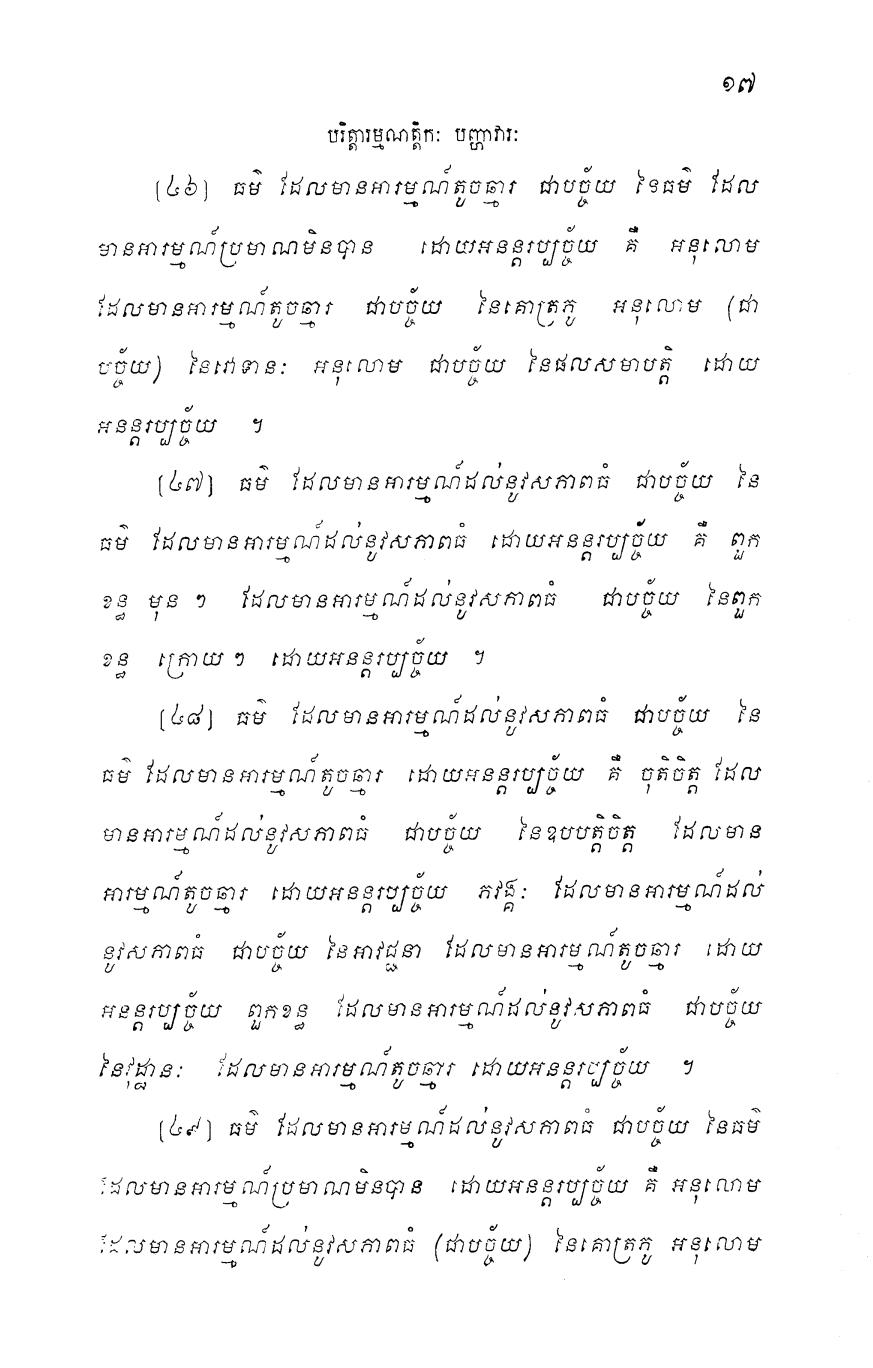 ១៧
បរិត្តារម្មណត្តិកៈ បញ្ហាវារៈ
(៤៦) ធម៌ ដែលមានអារម្មណ៍តូចឆ្មារ ជាបច្ច័យ នៃធម៌ ដែល
មានអារម្មណ៍ប្រមាណមិនបាន ដោយអនន្តរប្បច្ច័យ គឺ អនុលោម
ដែលមានអារម្មណ៍តូចឆ្មារ ជាបច្ច័យ នៃគោត្រភូ អនុលោម (ជា
បច្ច័យ) នៃវោទានៈ អនុលោម ជាបច្ច័យ នៃផលសមាបត្តិ ដោយ
អនន្តរប្បច្ច័យ ។
(៤៧) ធម៌ ដែលមានអារម្មណ៍ដល់នូវសភាពធំ ជាបច្ច័យ នៃ
ធម៌ ដែលមានអារម្មណ៍ដល់នូវសភាពធំ ដោយអនន្តរប្បច្ច័យ គឺ ពួក
ខន្ធ មុន ៗ ដែលមានអារម្មណ៍ដល់នូវសភាពធំ ជាបច្ច័យ នៃពួក
ខន្ធ ក្រោយ ៗ ដោយអនន្តរប្បច្ច័យ ។
(៤៨) ធម៌ ដែលមានអារម្មណ៍ដល់នូវសភាពធំ ជាបច្ច័យ នៃ
ធម៌ ដែលមានអារម្មណ៍តូចឆ្មារ ដោយអនន្តរប្បច្ច័យ គឺ ចុតិចិត្ត ដែល
មានអារម្មណ៍ដល់នូវសភាពធំ ជាបច្ច័យ នៃឧបបត្តិចិត្ត ដែលមាន
អារម្មណ៍តូចឆ្មារ ដោយអនន្តរប្បច្ច័យ ភវង្គៈ ដែលមានអារម្មណ៍ដល់
នូវសភាពធំ ជាបច្ច័យ នៃអាវជ្ជនា ដែលមានអារម្មណ៍តូចឆ្មារ ដោយ
អនន្តរប្បច្ច័យ ពួកខន្ធ ដែលមានអារម្មណ៍ដល់នូវសភាពធំ ជាបច្ច័យ
នៃវុដ្ឋានៈ ដែលមានអារម្មណ៍តូចឆ្មារ ដោយអនន្តរប្បច្ច័យ ។
(៤៩) ធម៌ ដែលមានអារម្មណ៍ដល់នូវសភាពធំ ជាបច្ច័យ នៃធម៌
ដែលមានអារម្មណ៍ប្រមាណមិនបាន ដោយអនន្តរប្បច្ច័យ គឺ អនុលោម
ដែលមានអារម្មណ៍ដល់នូវសភាពធំ (ជាបច្ច័យ) នៃគោត្រភូ អនុលោម